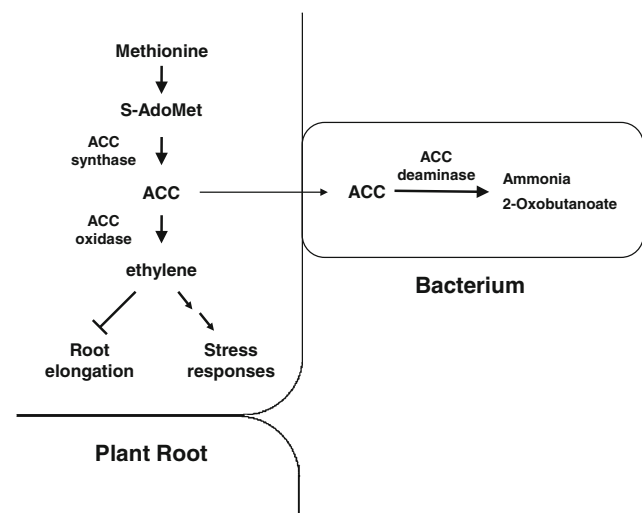 Methionine
S-AdoMet
ACC
synthase
ACC
ACC
oxidase
ethylene
Root
elongation
Stress
responses
Plant Root
ACC
ACC
deaminase
Ammonia
2-Oxobutanoate
Bacterium